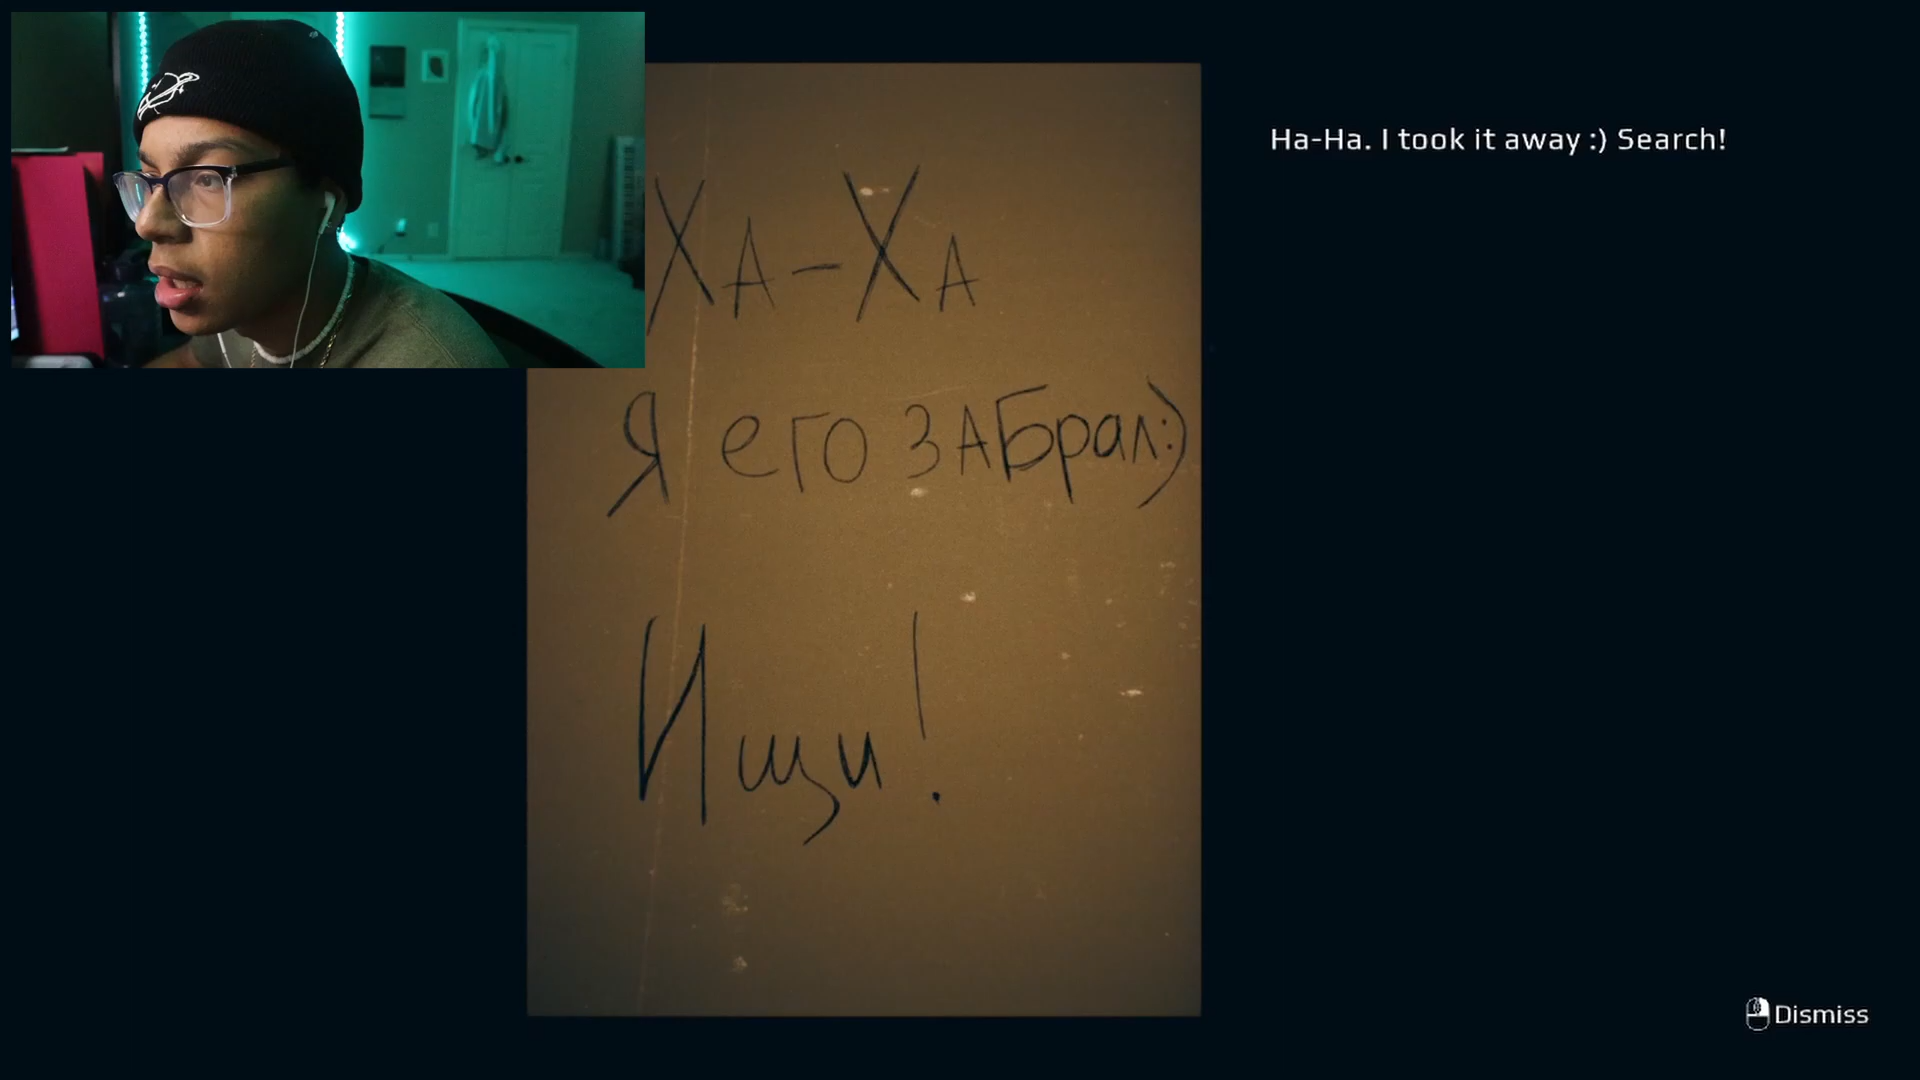 Ха-Ха
Я его забрал:)
Ищи!
Ha-Ha. I took it away :) Search!
Dismiss